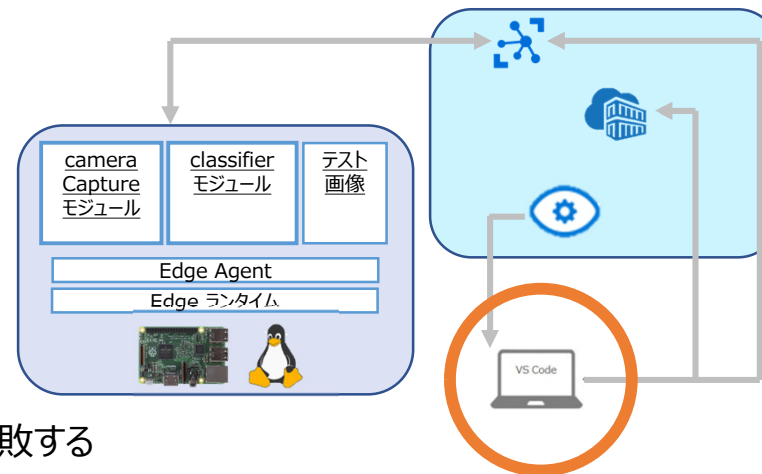 camera
Capture
モジュール
classifier
モジュール
テスト
画像
Edge Agent
Edge ランタイム
VS Code
敗する